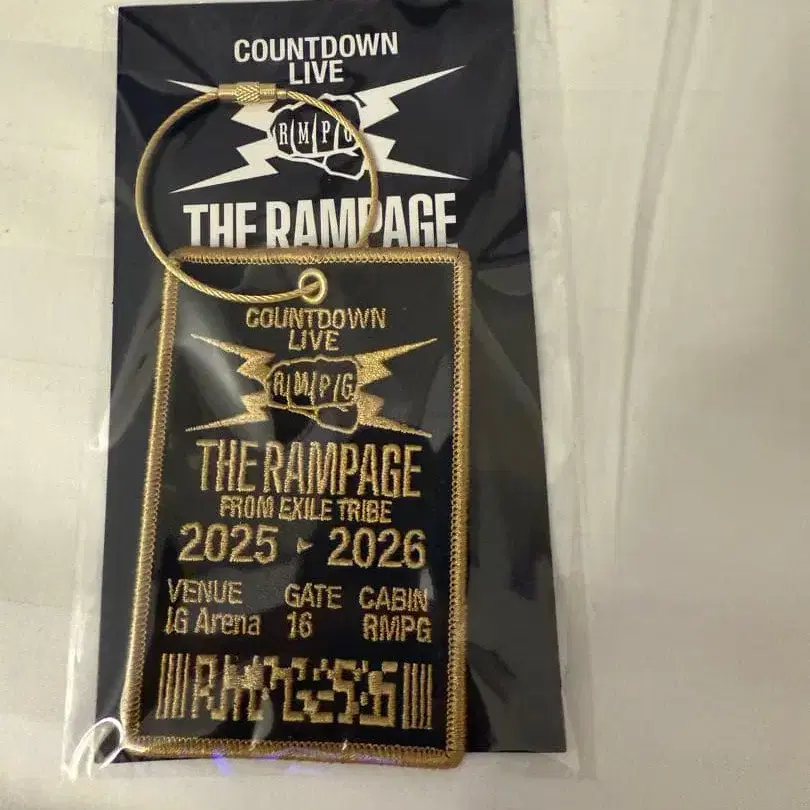 COUNTDOWN
LIVE
RMPG
THE RAMPAGE
COUNTDOWN
LIVE
RMPG
THE RAMPAGE
FROM EXILE TRIBE
2025 ▸ 2026
VENUE GATE CABIN
IG Arena 16 RMPG